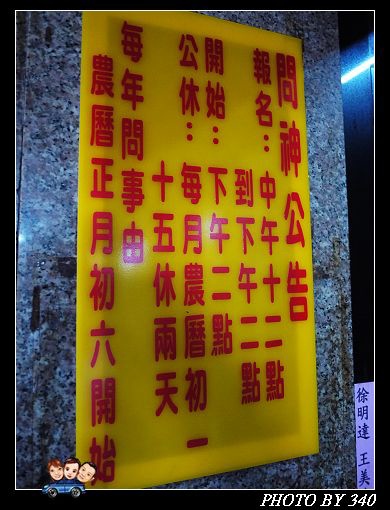 問神公告
報名：中午十二點
到下午二點
開始：下午二點
公休：每月農曆初一
十五休兩天
每年問事由
農曆正月初六開始
徐明達 王美
PHOTO BY 340